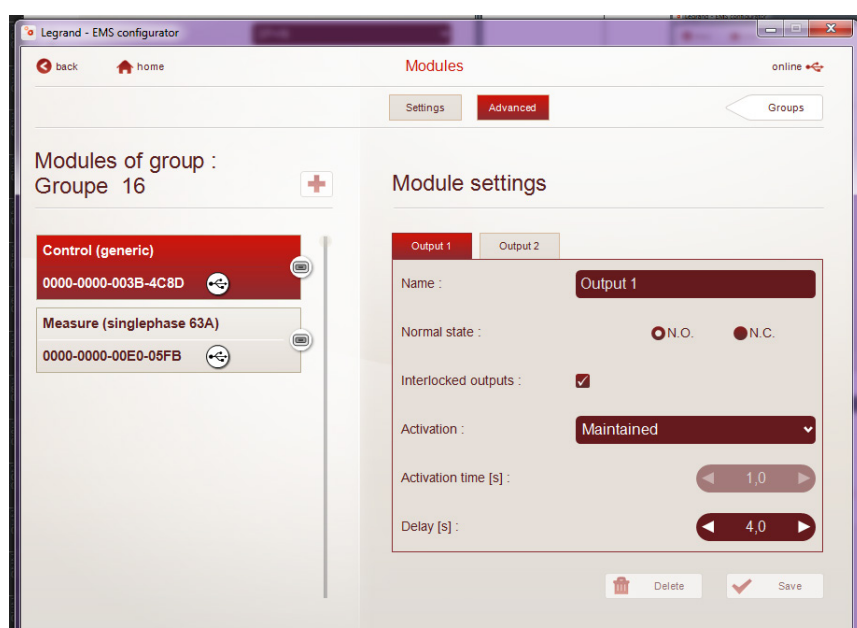 Legrand - EMS configurator
back
home
Modules
online
Settings
Advanced
Groups
Modules of group :
Groupe 16
Control (generic)
0000-0000-003B-4C8D
Measure (singlephase 63A)
0000-0000-00E0-05FB
Module settings
Output 1
Output 2
Name :
Output 1
Normal state :
N.O.
N.C.
Interlocked outputs :
Activation :
Maintained
Activation time [s] :
1,0
Delay [s] :
4,0
Delete
Save